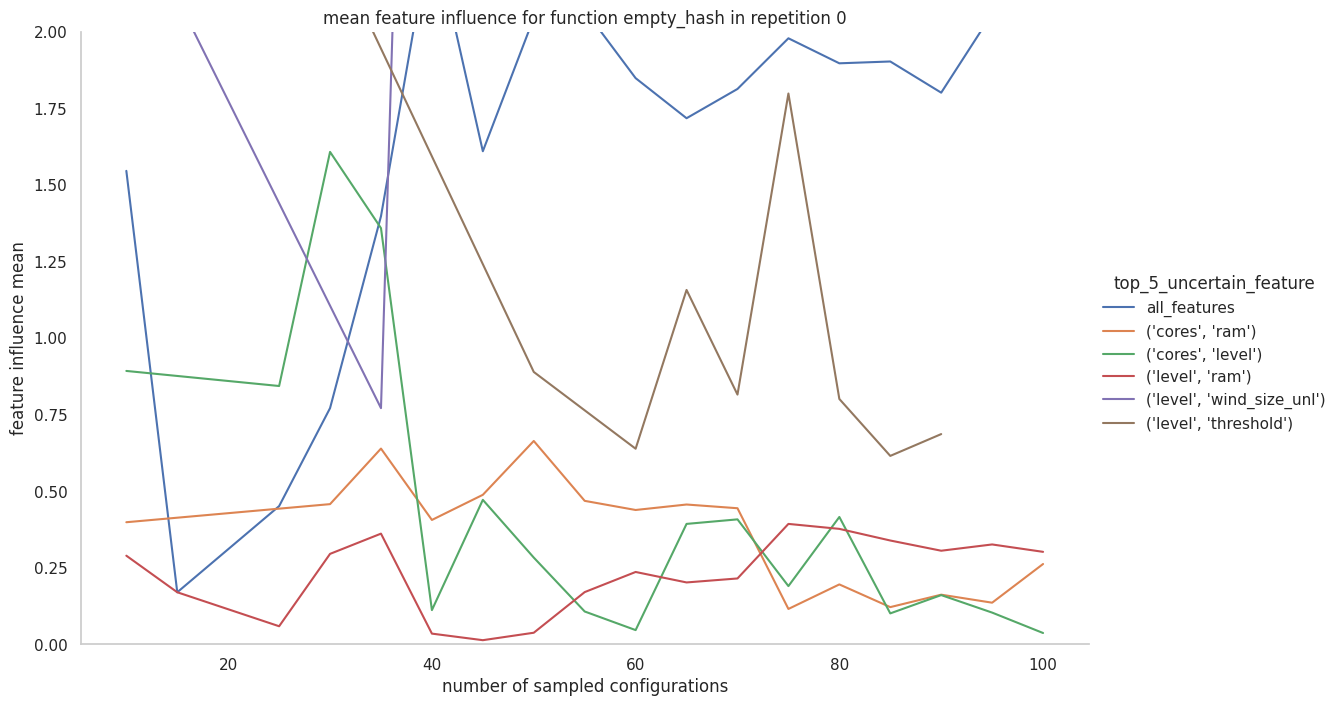 mean feature influence for function empty_hash in repetition 0
2.00
1.75
1.50
1.25
1.00
0.75
0.50
0.25
0.00
feature influence mean
20
40
60
80
100
number of sampled configurations
top_5_uncertain_feature
all_features
('cores', 'ram')
('cores', 'level')
('level', 'ram')
('level', 'wind_size_unl')
('level', 'threshold')